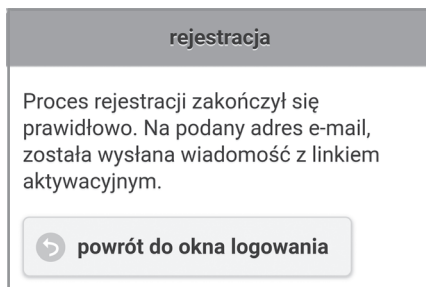 rejestracja
Proces rejestracji zakończył się
prawidłowo. Na podany adres e-mail,
została wysłana wiadomość z linkiem
aktywacyjnym.
powrót do okna logowania